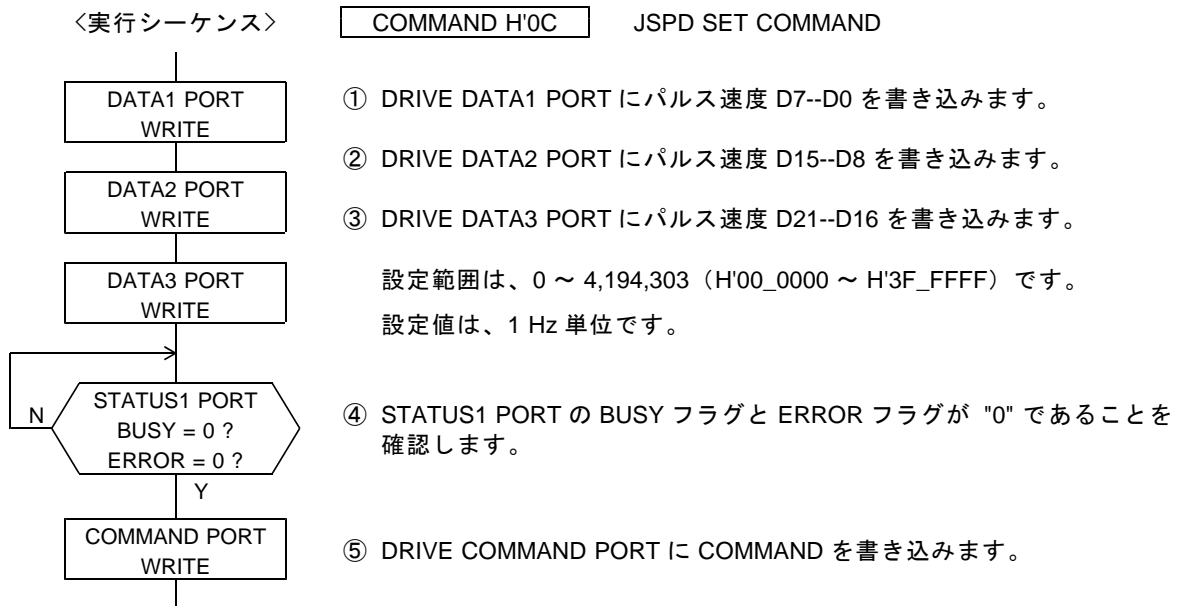 〈実行シーケンス〉 COMMAND H'0C JSPD SET COMMAND
DATA1 PORT
WRITE
① DRIVE DATA1 PORT にパルス速度 D7--D0 を書き込みます。
② DRIVE DATA2 PORT にパルス速度 D15--D8 を書き込みます。
DATA2 PORT
WRITE
③ DRIVE DATA3 PORT にパルス速度 D21--D16 を書き込みます。
DATA3 PORT
WRITE
設定範囲は、0 ～ 4,194,303（H'00_0000 ～ H'3F_FFFF）です。
設定値は、1 Hz 単位です。
N
STATUS1 PORT
BUSY = 0 ?
ERROR = 0 ?
④ STATUS1 PORT の BUSY フラグと ERROR フラグが "0" であることを
確認します。
Y
COMMAND PORT
WRITE
⑤ DRIVE COMMAND PORT に COMMAND を書き込みます。